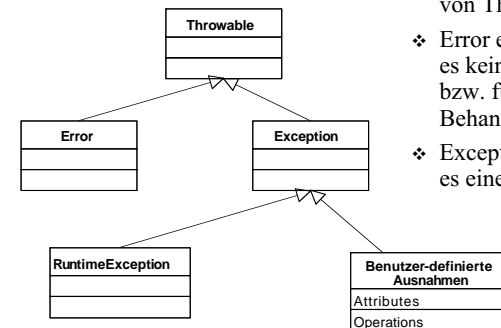 Throwable
von Th
❖ Error e
es kein
bzw. f
Behan
Error
Exception
❖ Except
es eine
RuntimeException
Benutzer-definierte
Ausnahmen
Attributes
Operations